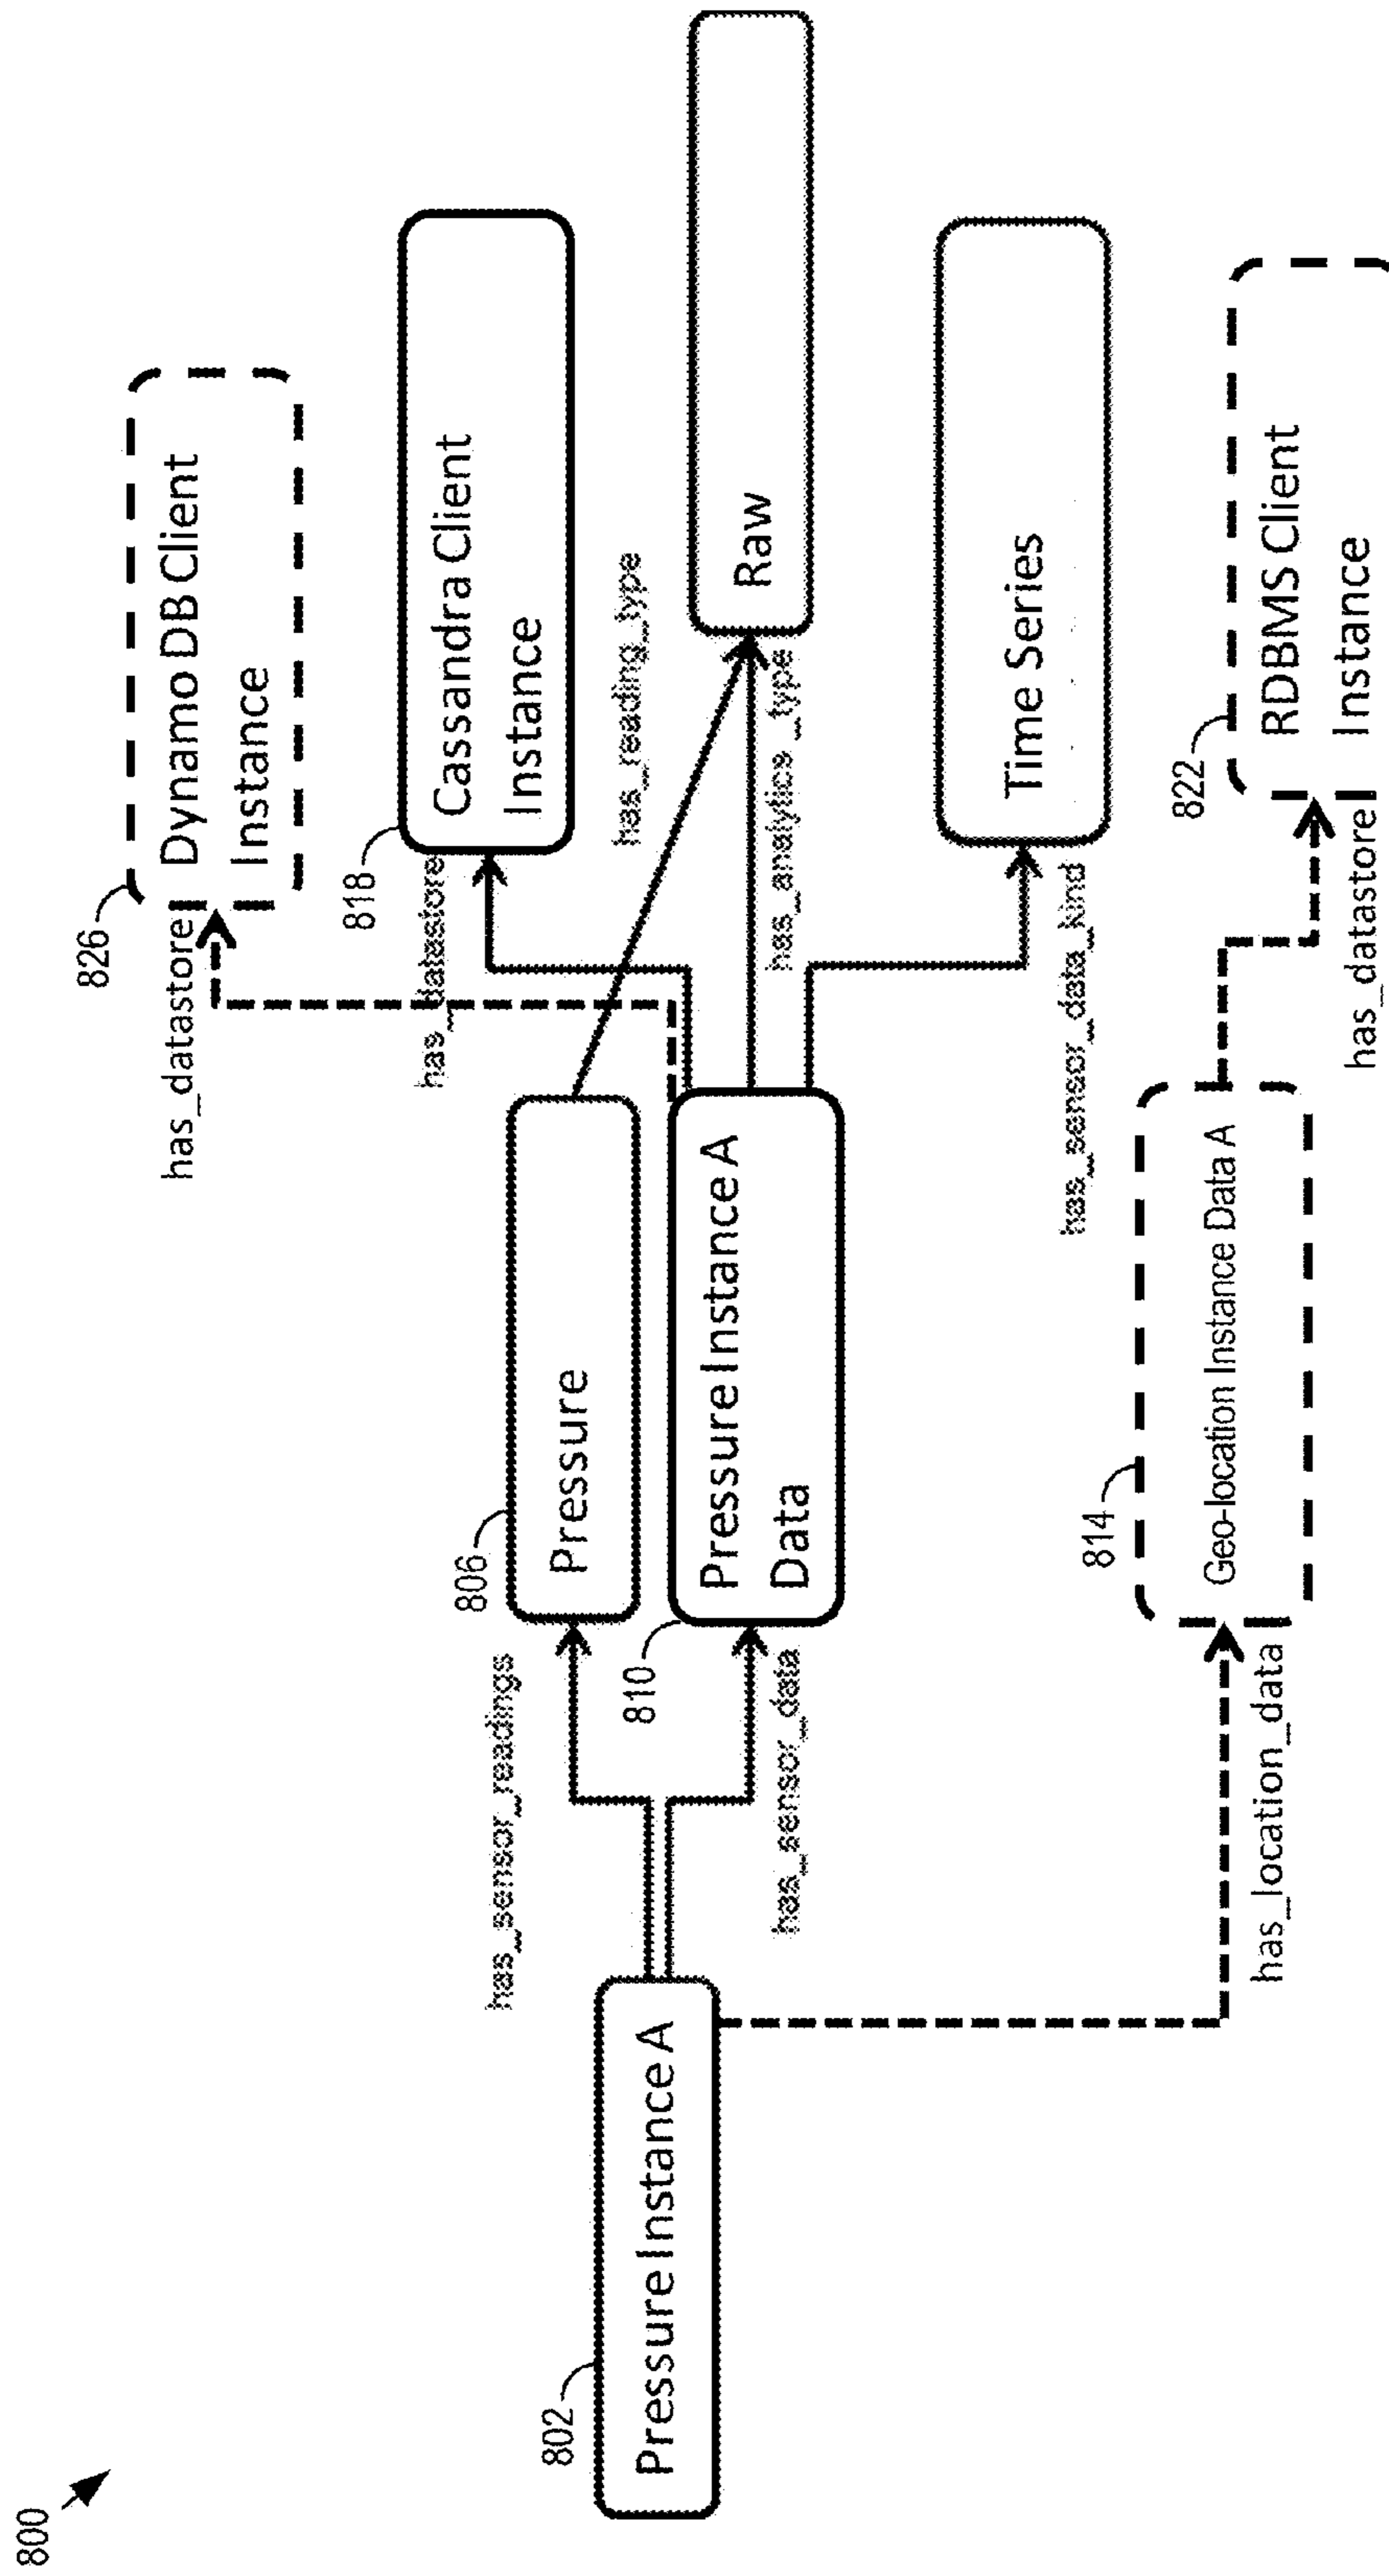 800
802
Pressure Instance A
has_sensor_readings
806
Pressure
810
Pressure Instance A
Data
has_sensor_data
814
Geo-location Instance Data A
has_location_data
826
Dynamo DB Client
Instance
has_datastore
818
Cassandra Client
Instance
has_datastore
has_reading_type
Raw
has_analytics_type
Time Series
has_sensor_data_kind
822
RDBMS Client
Instance
has_datastore